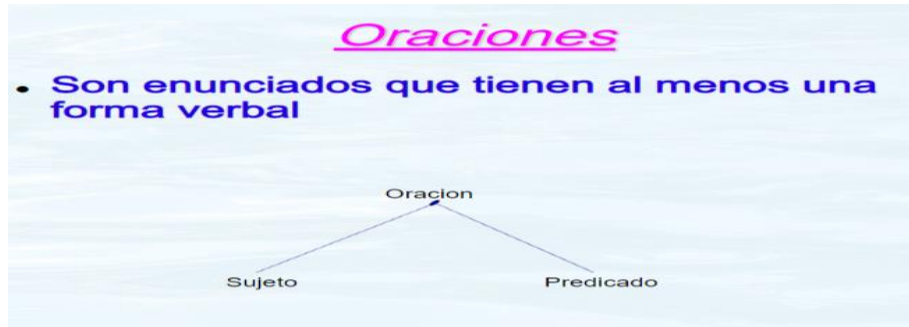 Oraciones
• Son enunciados que tienen al menos una
forma verbal
Oracion
Sujeto Predicado